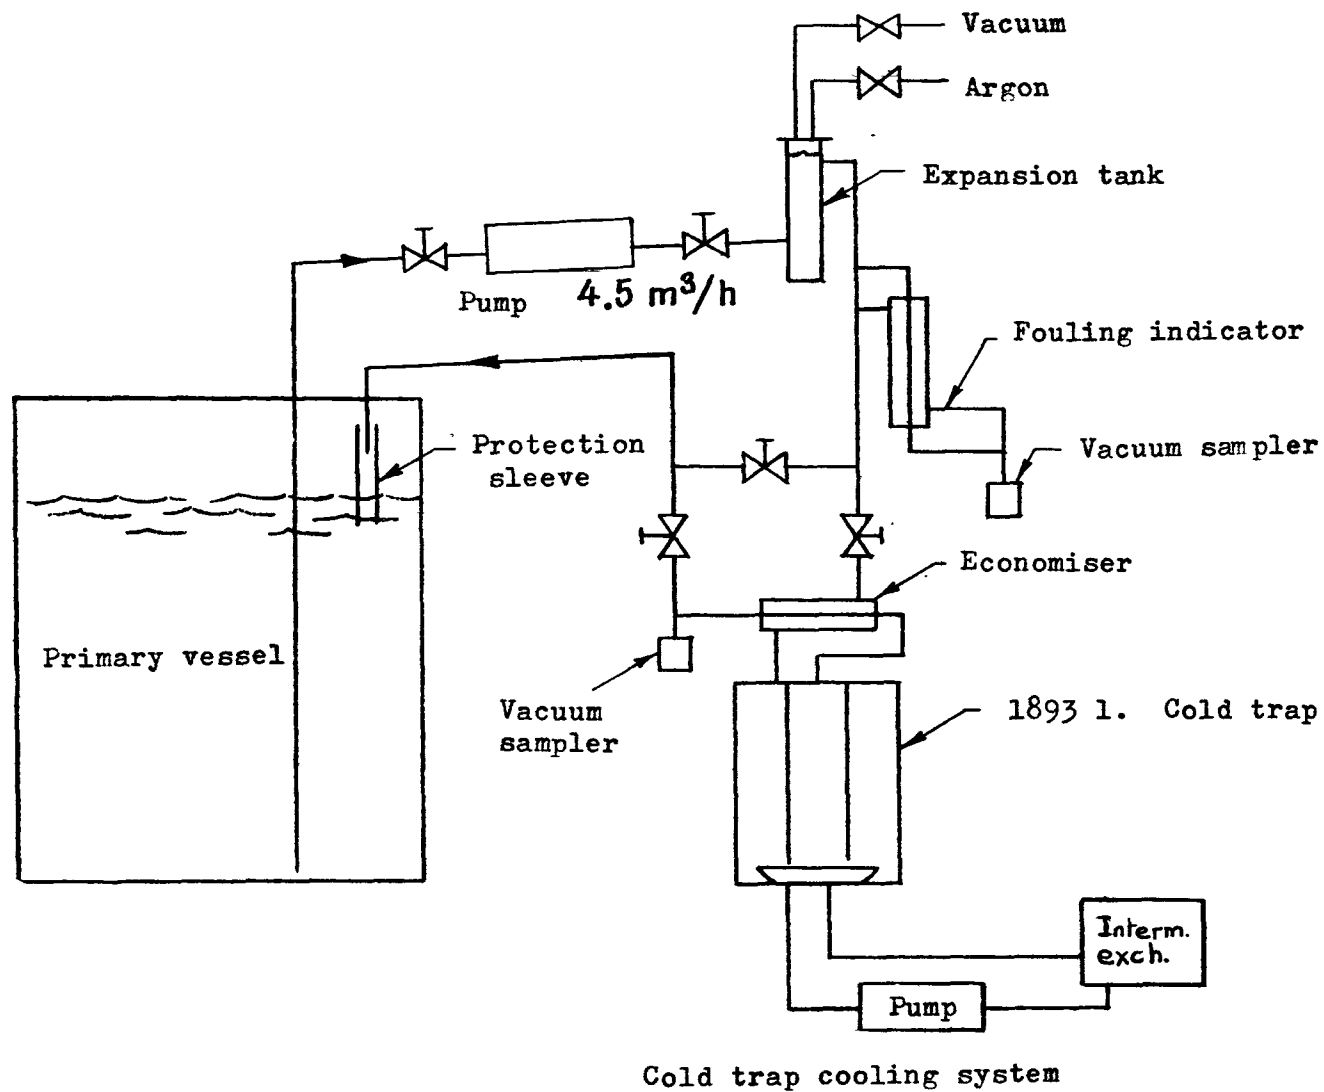 Vacuum
Argon
Expansion tank
Pump
4.5 m³/h
Fouling indicator
Protection
sleeve
Vacuum sampler
Economiser
Primary vessel
Vacuum
sampler
1893 l. Cold trap
Interm.
exch.
Pump
Cold trap cooling system